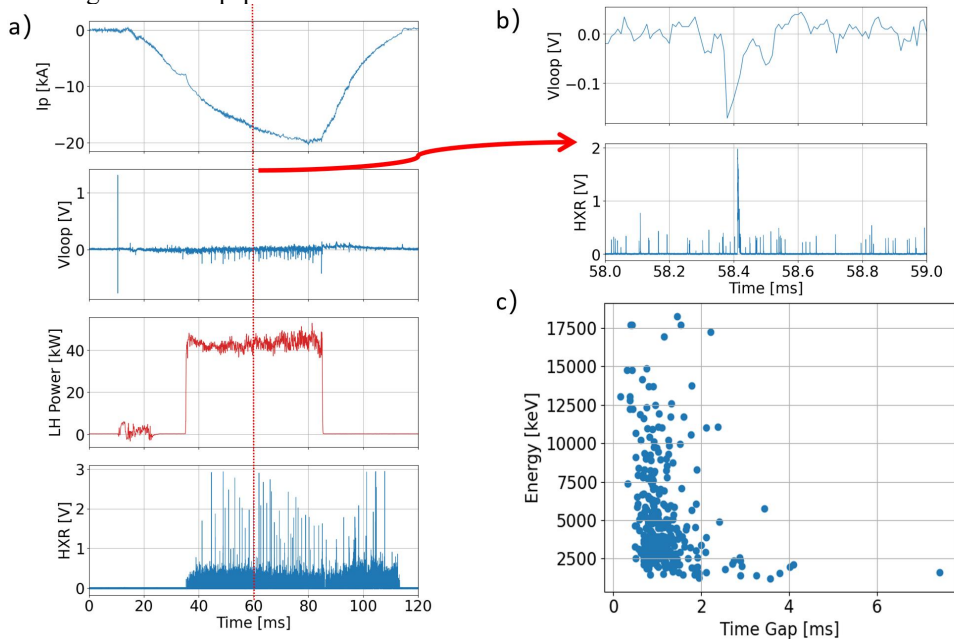 a)
0
−10
−20
Ip [kA]
1
0
Vloop [V]
40
20
0
LH Power [kW]
3
2
1
0
HXR [V]
0 20 40 60 80 100 120
Time [ms]
b)
0.0
−0.1
Vloop [V]
2
1
0
HXR [V]
58.0 58.2 58.4 58.6 58.8 59.0
Time [ms]
c)
17500
15000
12500
10000
7500
5000
2500
Energy [keV]
0 2 4 6
Time Gap [ms]